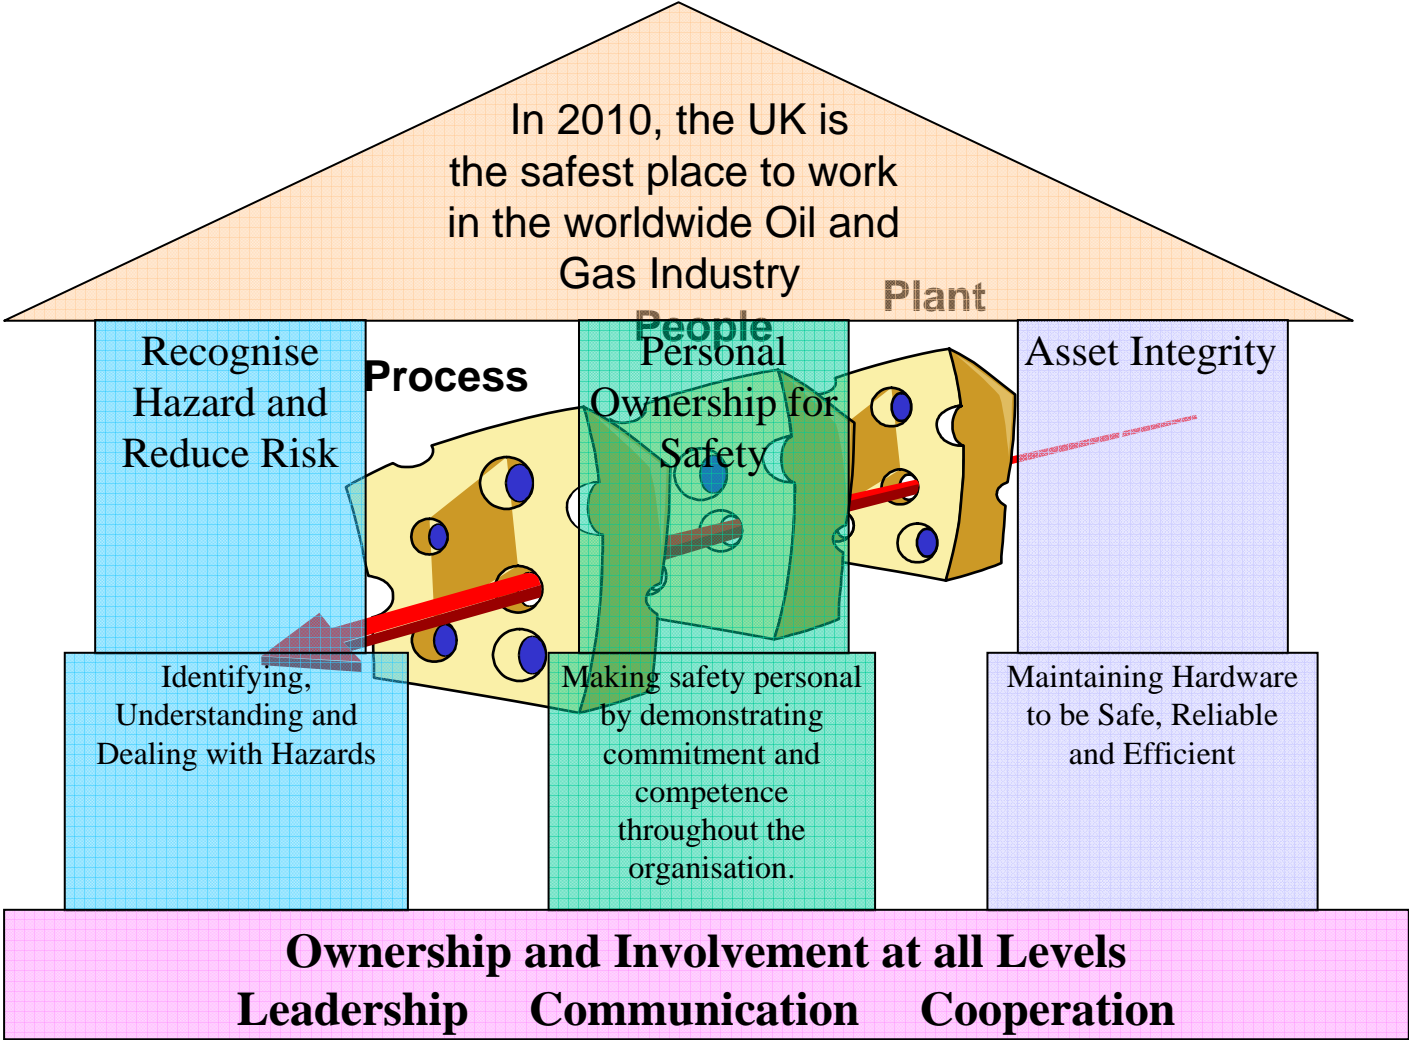 In 2010, the UK is
the safest place to work
in the worldwide Oil and
Gas Industry
Plant
People
Process
Recognise
Hazard and
Reduce Risk
Personal
Ownership for
Safety
Asset Integrity
Identifying,
Understanding and
Dealing with Hazards
Making safety personal
by demonstrating
commitment and
competence
throughout the
organisation.
Maintaining Hardware
to be Safe, Reliable
and Efficient
Ownership and Involvement at all Levels
Leadership Communication Cooperation